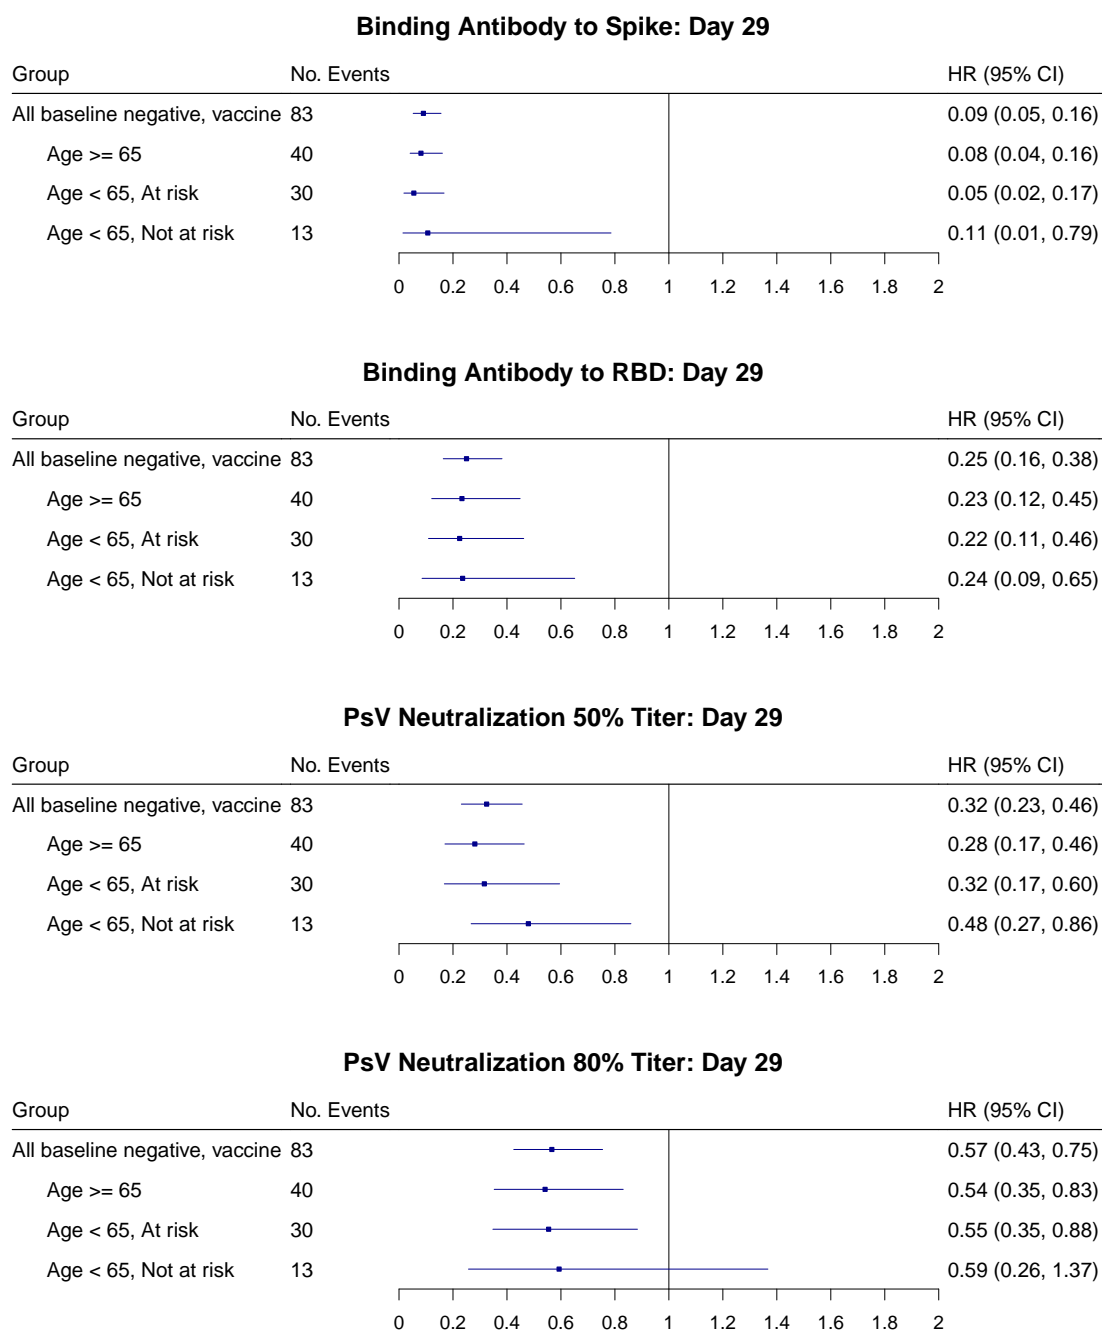 Binding Antibody to Spike: Day 29
Group No. Events HR (95% CI)
All baseline negative, vaccine 83 0.09 (0.05, 0.16)
Age >= 65 40 0.08 (0.04, 0.16)
Age < 65, At risk 30 0.05 (0.02, 0.17)
Age < 65, Not at risk 13 0.11 (0.01, 0.79)
0 0.2 0.4 0.6 0.8 1 1.2 1.4 1.6 1.8 2
Binding Antibody to RBD: Day 29
Group No. Events HR (95% CI)
All baseline negative, vaccine 83 0.25 (0.16, 0.38)
Age >= 65 40 0.23 (0.12, 0.45)
Age < 65, At risk 30 0.22 (0.11, 0.46)
Age < 65, Not at risk 13 0.24 (0.09, 0.65)
0 0.2 0.4 0.6 0.8 1 1.2 1.4 1.6 1.8 2
PsV Neutralization 50% Titer: Day 29
Group No. Events HR (95% CI)
All baseline negative, vaccine 83 0.32 (0.23, 0.46)
Age >= 65 40 0.28 (0.17, 0.46)
Age < 65, At risk 30 0.32 (0.17, 0.60)
Age < 65, Not at risk 13 0.48 (0.27, 0.86)
0 0.2 0.4 0.6 0.8 1 1.2 1.4 1.6 1.8 2
PsV Neutralization 80% Titer: Day 29
Group No. Events HR (95% CI)
All baseline negative, vaccine 83 0.57 (0.43, 0.75)
Age >= 65 40 0.54 (0.35, 0.83)
Age < 65, At risk 30 0.55 (0.35, 0.88)
Age < 65, Not at risk 13 0.59 (0.26, 1.37)
0 0.2 0.4 0.6 0.8 1 1.2 1.4 1.6 1.8 2